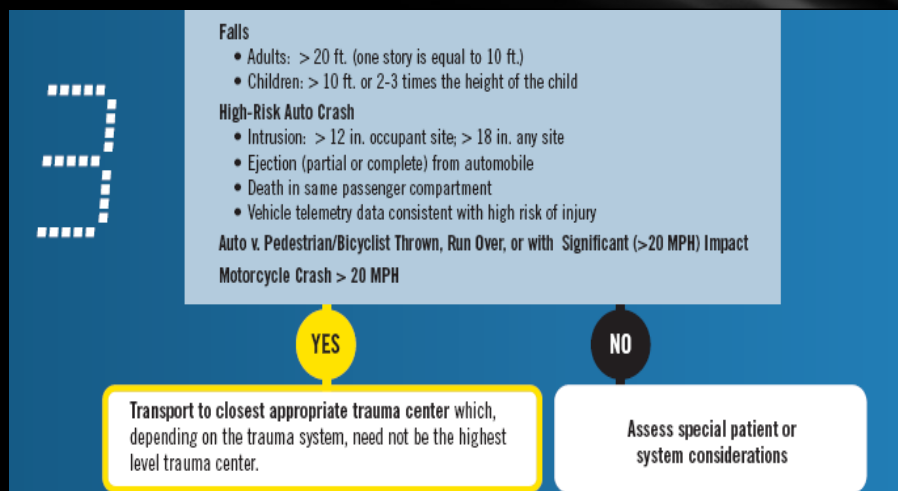 3
Falls
• Adults: > 20 ft. (one story is equal to 10 ft.)
• Children: > 10 ft. or 2-3 times the height of the child
High-Risk Auto Crash
• Intrusion: > 12 in. occupant site; > 18 in. any site
• Ejection (partial or complete) from automobile
• Death in same passenger compartment
• Vehicle telemetry data consistent with high risk of injury
Auto v. Pedestrian/Bicyclist Thrown, Run Over, or with Significant (>20 MPH) Impact
Motorcycle Crash > 20 MPH
YES
NO
Transport to closest appropriate trauma center which,
depending on the trauma system, need not be the highest
level trauma center.
Assess special patient or
system considerations